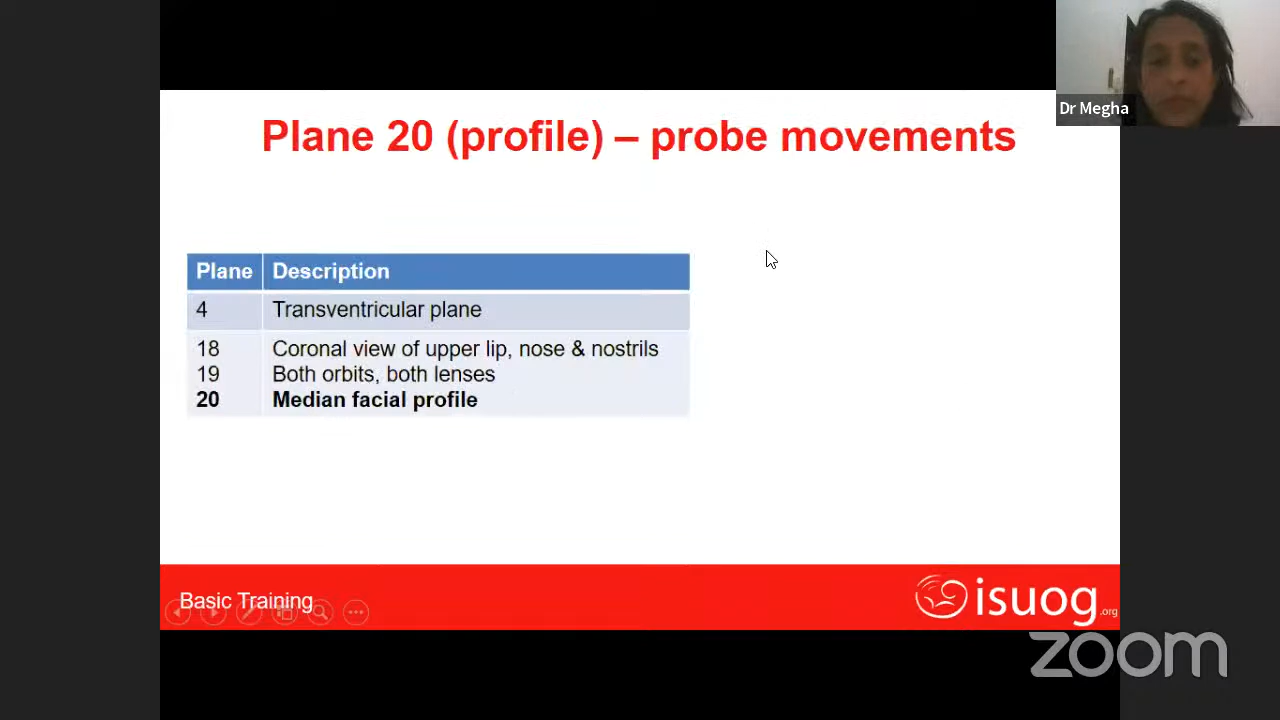 Dr Megha
Plane 20 (profile) – probe movements
Plane Description
4 Transventricular plane
18 Coronal view of upper lip, nose & nostrils
19 Both orbits, both lenses
20 Median facial profile
Basic Training
isuog.org
zoom